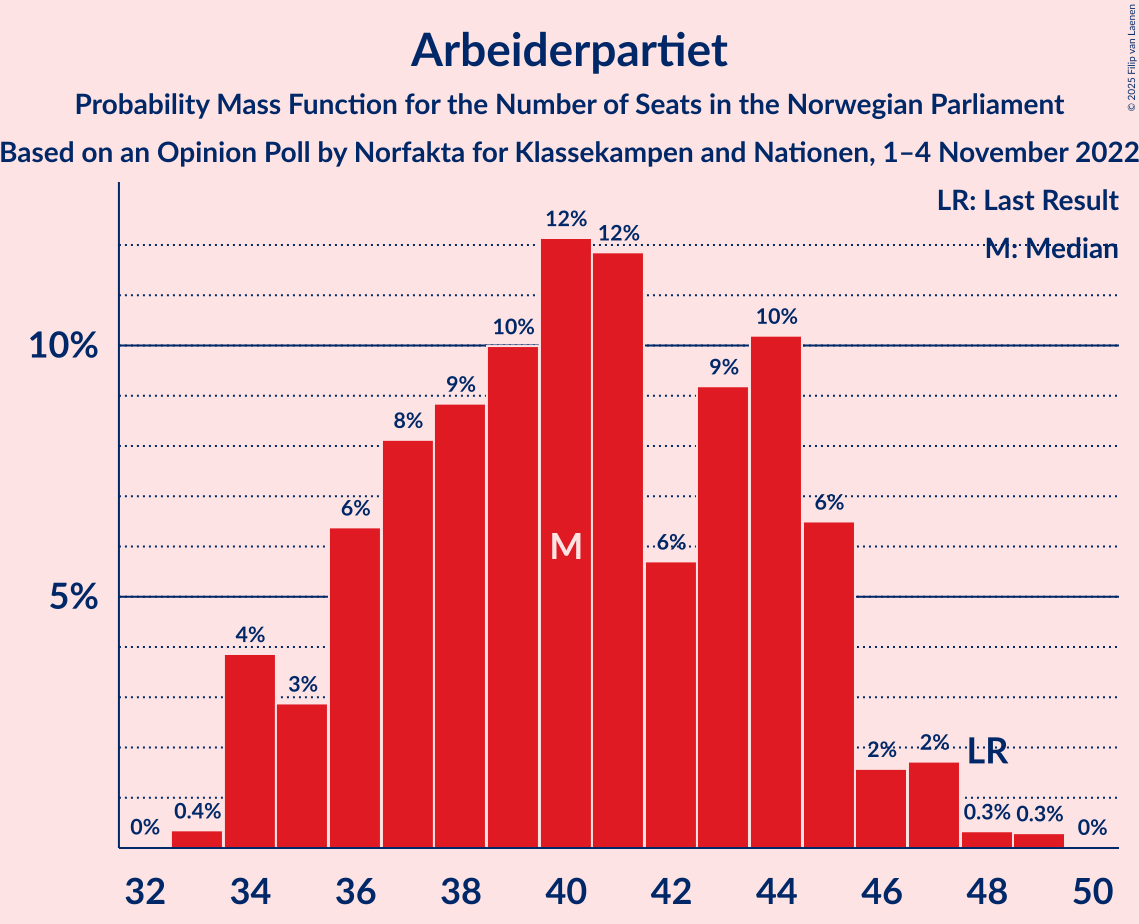 Arbeiderpartiet
Probability Mass Function for the Number of Seats in the Norwegian Parliament
Based on an Opinion Poll by Norfakta for Klassekampen and Nationen, 1–4 November 2022
© 2025 Filip van Laenen
LR: Last Result
M: Median
10%
5%
0%
0.4%
4%
3%
6%
8%
9%
10%
12%
12%
6%
9%
10%
6%
2%
2%
0.3%
0.3%
0%
M
LR
32 34 36 38 40 42 44 46 48 50